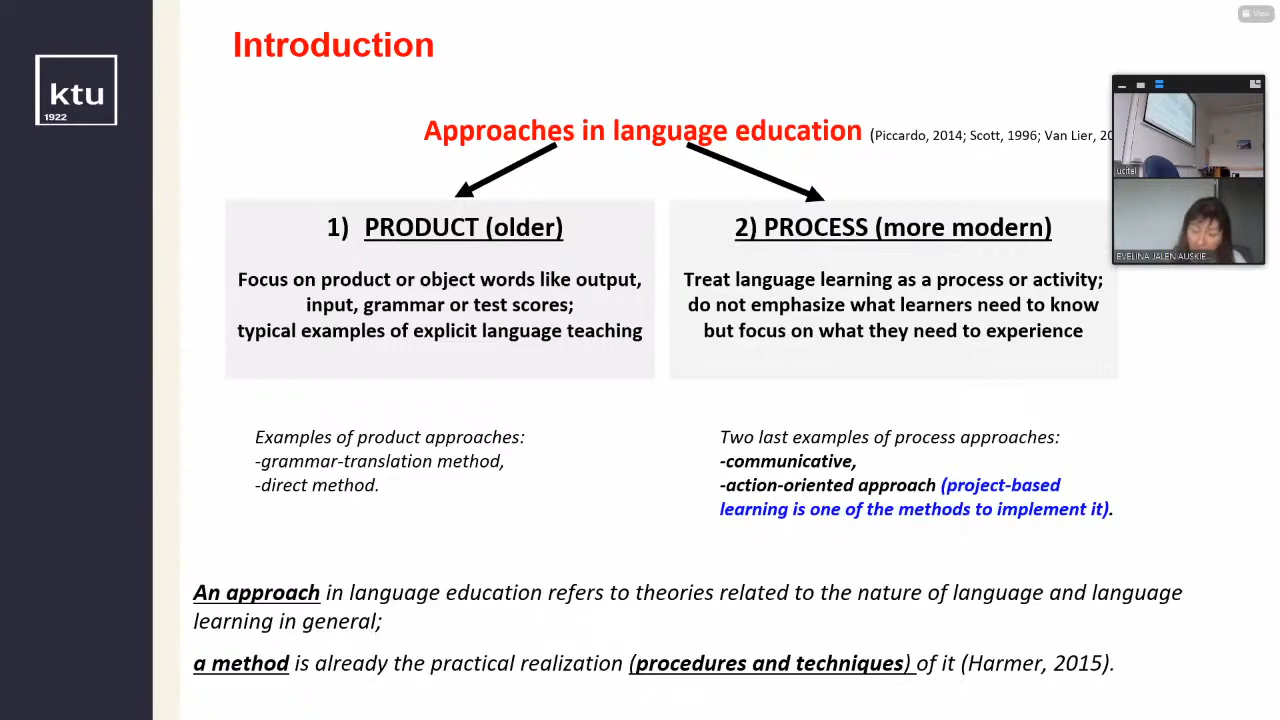 View
Introduction
ktu
1922
Approaches in language education (Piccardo, 2014; Scott, 1996; Van Lier,
ucitel
EVELINA JALEN AUSKIE...
1) PRODUCT (older)
Focus on product or object words like output,
input, grammar or test scores;
typical examples of explicit language teaching
2) PROCESS (more modern)
Treat language learning as a process or activity;
do not emphasize what learners need to know
but focus on what they need to experience
Examples of product approaches:
-grammar-translation method,
-direct method.
Two last examples of process approaches:
-communicative,
-action-oriented approach (project-based
learning is one of the methods to implement it).
An approach in language education refers to theories related to the nature of language and language
learning in general;
a method is already the practical realization (procedures and techniques) of it (Harmer, 2015).